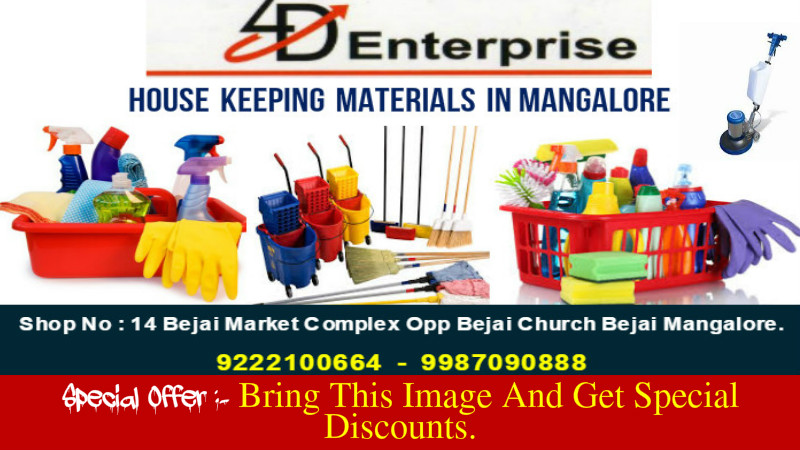 4D Enterprise
HOUSE KEEPING MATERIALS IN MANGALORE
Shop No : 14 Bejai Market Complex Opp Bejai Church Bejai Mangalore.
9222100664 - 9987090888
Special Offer :- Bring This Image And Get Special
Discounts.